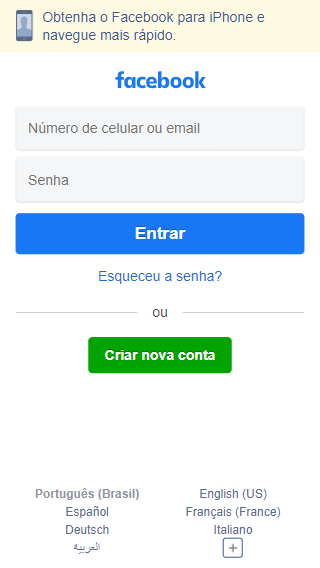 Obtenha o Facebook para iPhone e
navegue mais rápido.
facebook
Número de celular ou email
Senha
Entrar
Esqueceu a senha?
ou
Criar nova conta
Português (Brasil)
English (US)
Español
Français (France)
Deutsch
Italiano
العربية
+